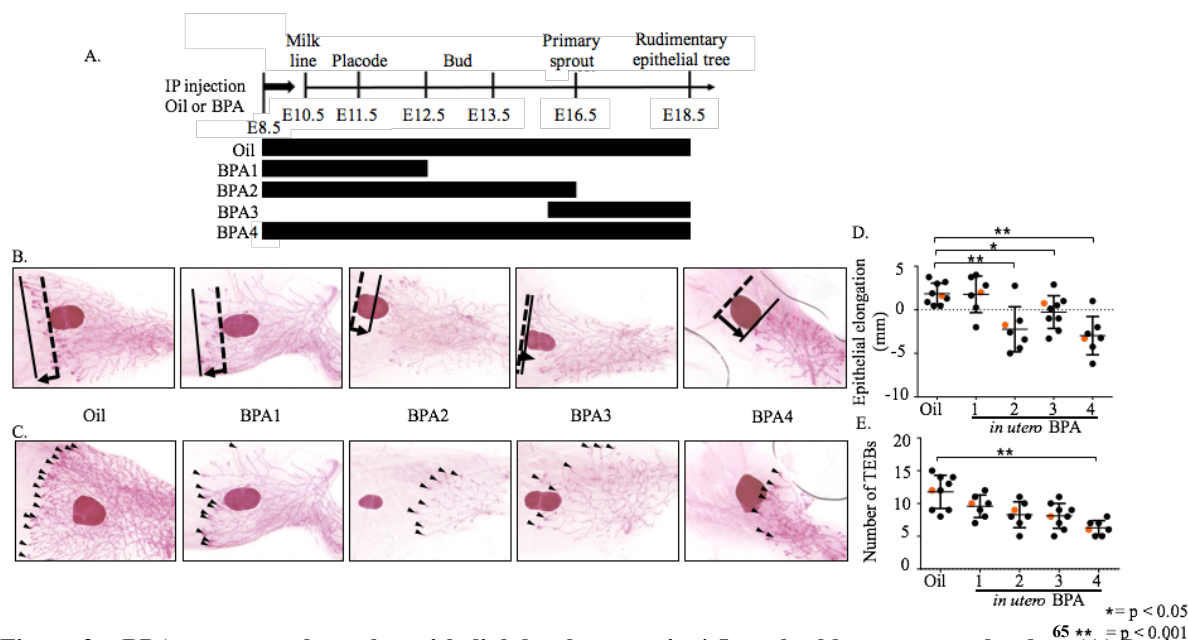 A.
Milk line
Placode
Bud
Primary sprout
Rudimentary epithelial tree
IP injection
Oil or BPA
E8.5
E10.5 E11.5 E12.5 E13.5 E16.5 E18.5
Oil
BPA1
BPA2
BPA3
BPA4
B.
Oil BPA1 BPA2 BPA3 BPA4
C.
D.
** 
*
**
Epithelial elongation (mm)
5
0
-5
-10
Oil 1 2 3 4
in utero BPA
E.
**
Number of TEBs
20
15
10
5
0
Oil 1 2 3 4
in utero BPA
* = p < 0.05
65 ** = p < 0.001